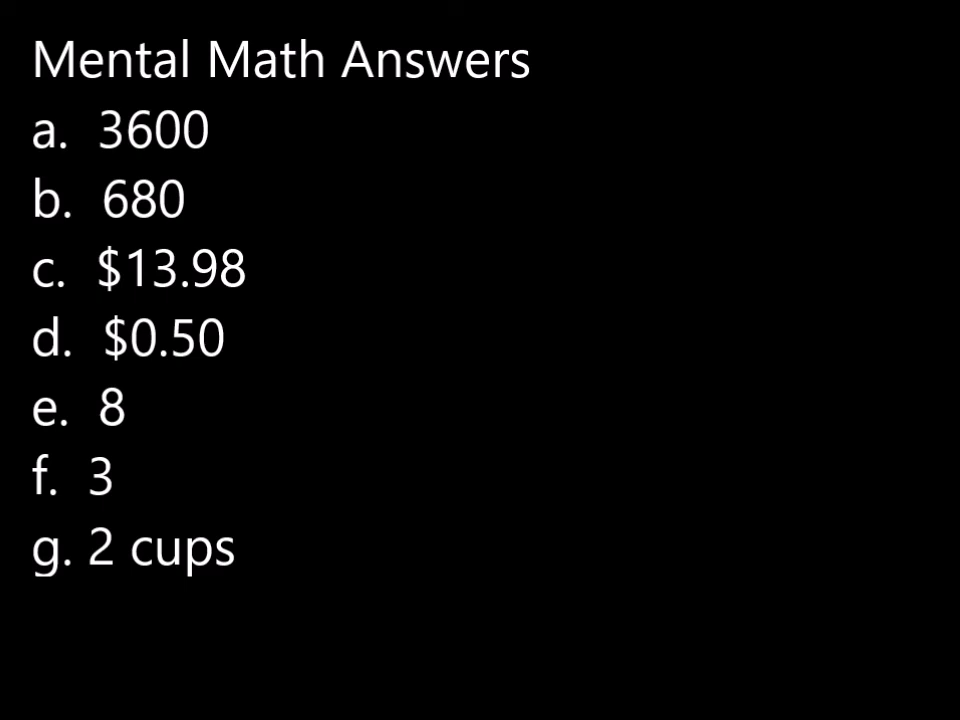 Mental Math Answers
a. 3600
b. 680
c. $13.98
d. $0.50
e. 8
f. 3
g. 2 cups